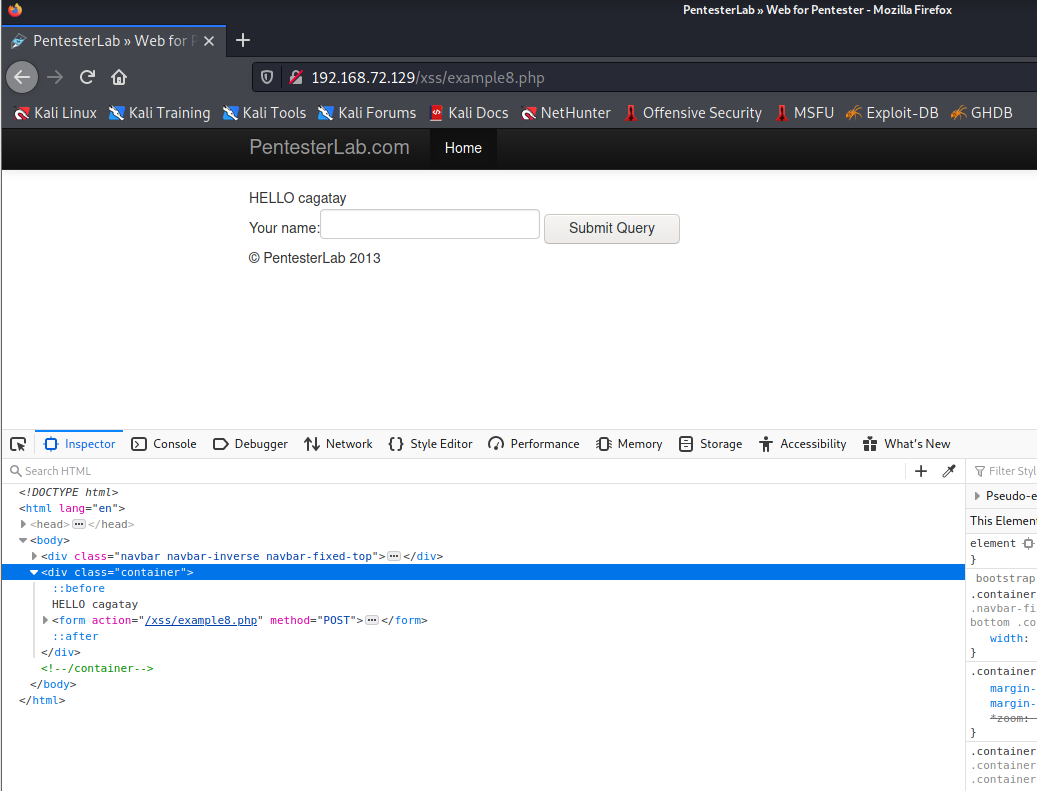 PentesterLab » Web for Pentester - Mozilla Firefox
PentesterLab » Web for P
192.168.72.129/xss/example8.php
Kali Linux Kali Training Kali Tools Kali Forums Kali Docs NetHunter Offensive Security MSFU Exploit-DB GHDB
PentesterLab.com Home
HELLO cagatay
Your name: Submit Query
© PentesterLab 2013
Inspector Console Debugger Network Style Editor Performance Memory Storage Accessibility What's New
Search HTML
<!DOCTYPE html>
<html lang="en">
<head> </head>
<body>
<div class="navbar navbar-inverse navbar-fixed-top"> </div>
<div class="container">
::before
HELLO cagatay
<form action="/xss/example8.php" method="POST"> </form>
::after
</div>
<!--/container-->
</body>
</html>
Filter Styl
Pseudo-e
This Elemen
element
}
bootstrap
.container
.navbar-fi
bottom .co
width:
}
.container
margin-
margin-
*zoom:
}
.container
.container
.container